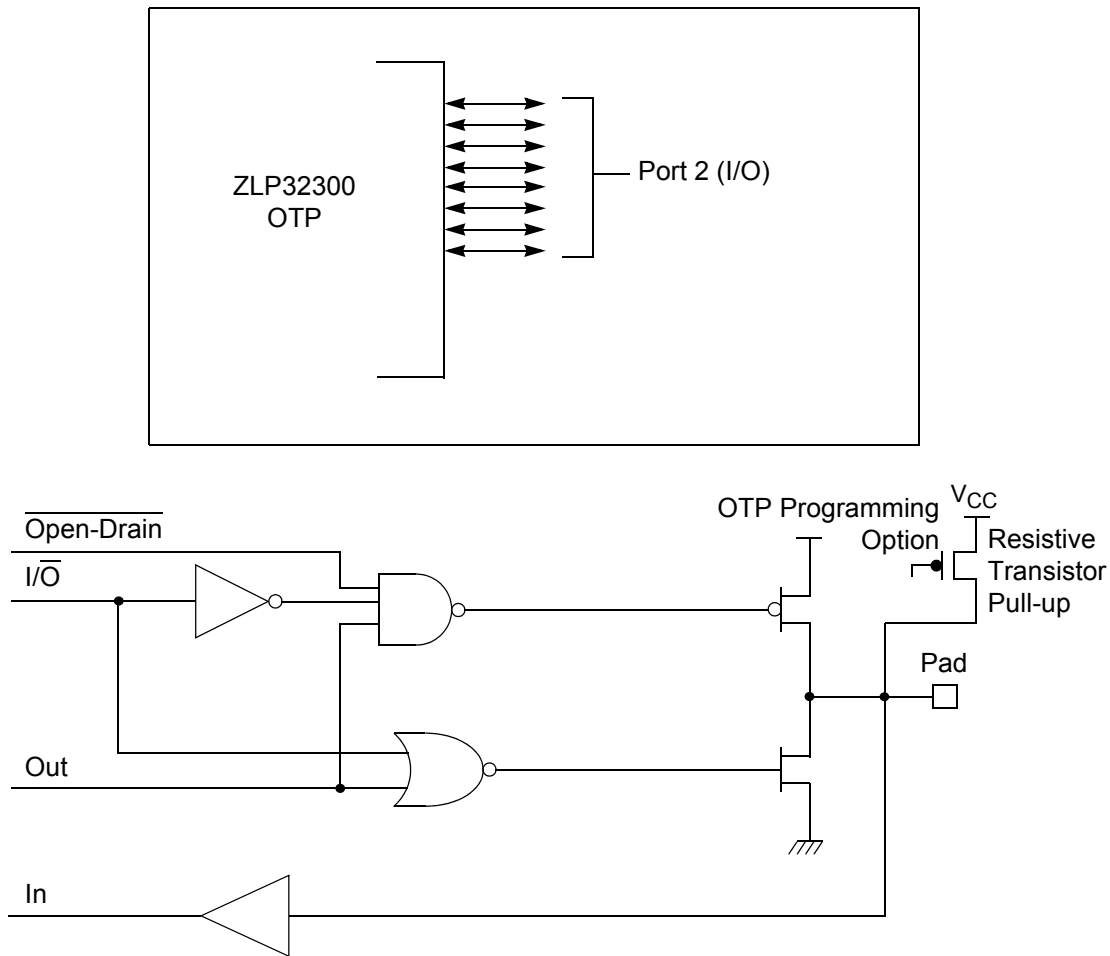 ZLP32300
OTP
Port 2 (I/O)
Open-Drain
I/O
Out
In
OTP Programming
Option
VCC
Resistive
Transistor
Pull-up
Pad